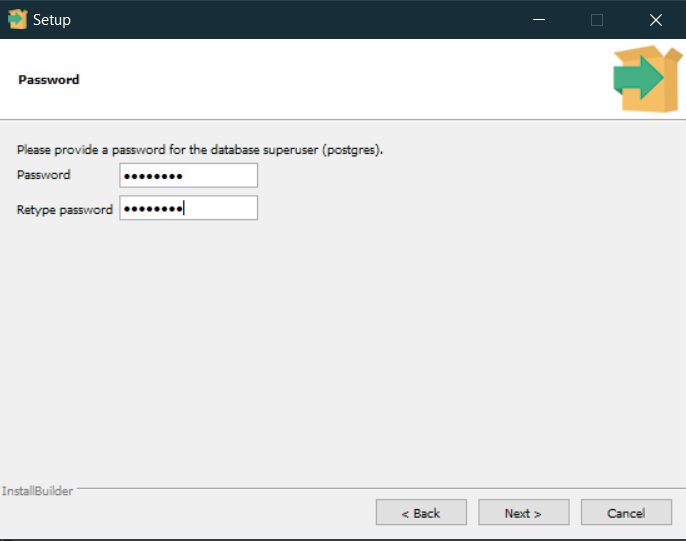 Setup
Password
Please provide a password for the database superuser (postgres).
Password ••••••••
Retype password ••••••••
InstallBuilder
< Back Next > Cancel